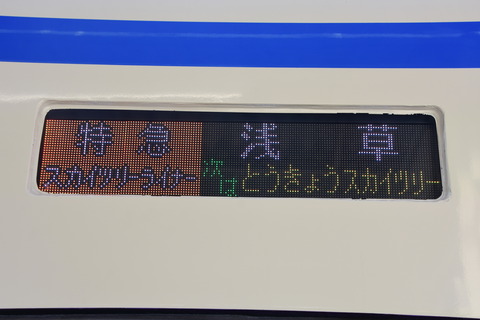 特急 浅草
スカイツリーライナー 次は とうきょうスカイツリー